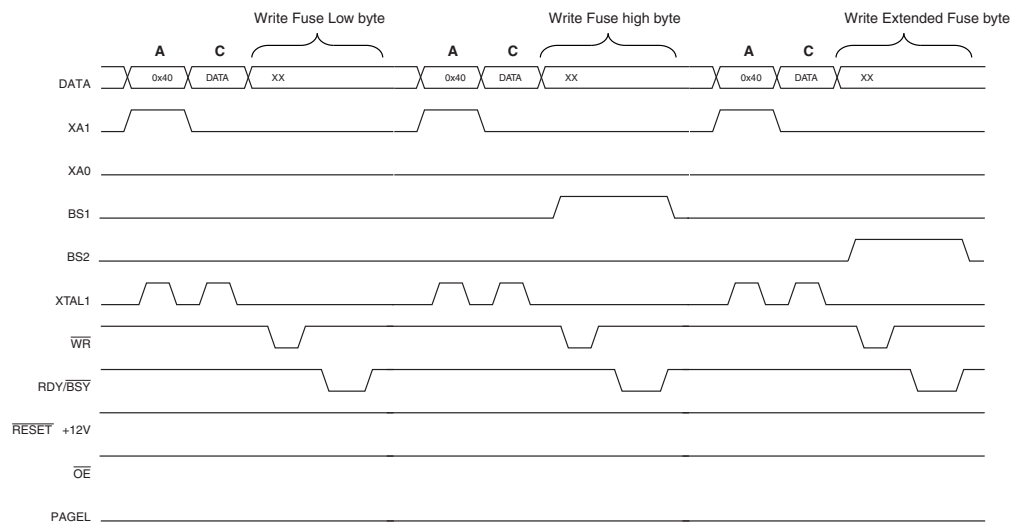 Write Fuse Low byte Write Fuse high byte Write Extended Fuse byte
A C A C A C
DATA 0x40 DATA XX 0x40 DATA XX 0x40 DATA XX
XA1
XA0
BS1
BS2
XTAL1
WR
RDY/BSY
RESET +12V
OE
PAGEL